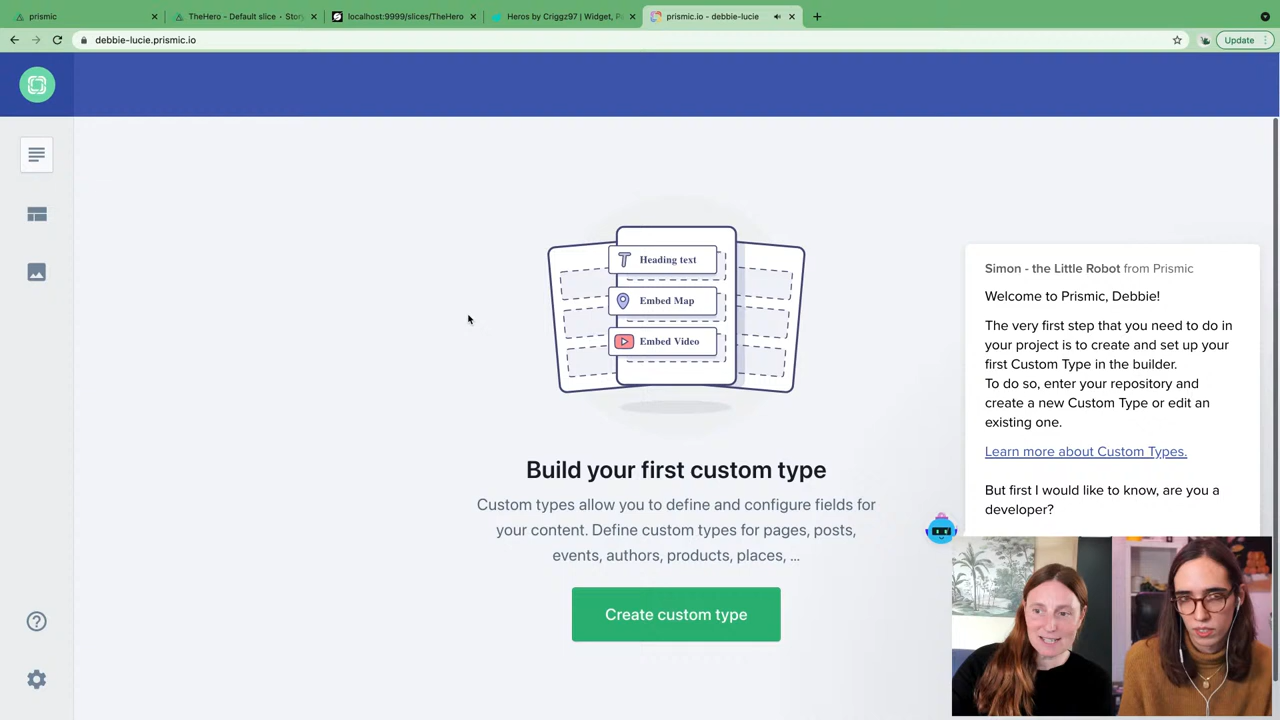 prismic
TheHero - Default slice · Story
localhost:9999/slices/TheHero
Heros by Criggz97 | Widget, Pa
prismic.io - debbie-lucie
debbie-lucie.prismic.io
Update
Heading text
Embed Map
Embed Video
Build your first custom type
Custom types allow you to define and configure fields for
your content. Define custom types for pages, posts,
events, authors, products, places, ...
Create custom type
Simon - the Little Robot from Prismic
Welcome to Prismic, Debbie!
The very first step that you need to do in
your project is to create and set up your
first Custom Type in the builder.
To do so, enter your repository and
create a new Custom Type or edit an
existing one.
Learn more about Custom Types.
But first I would like to know, are you a
developer?